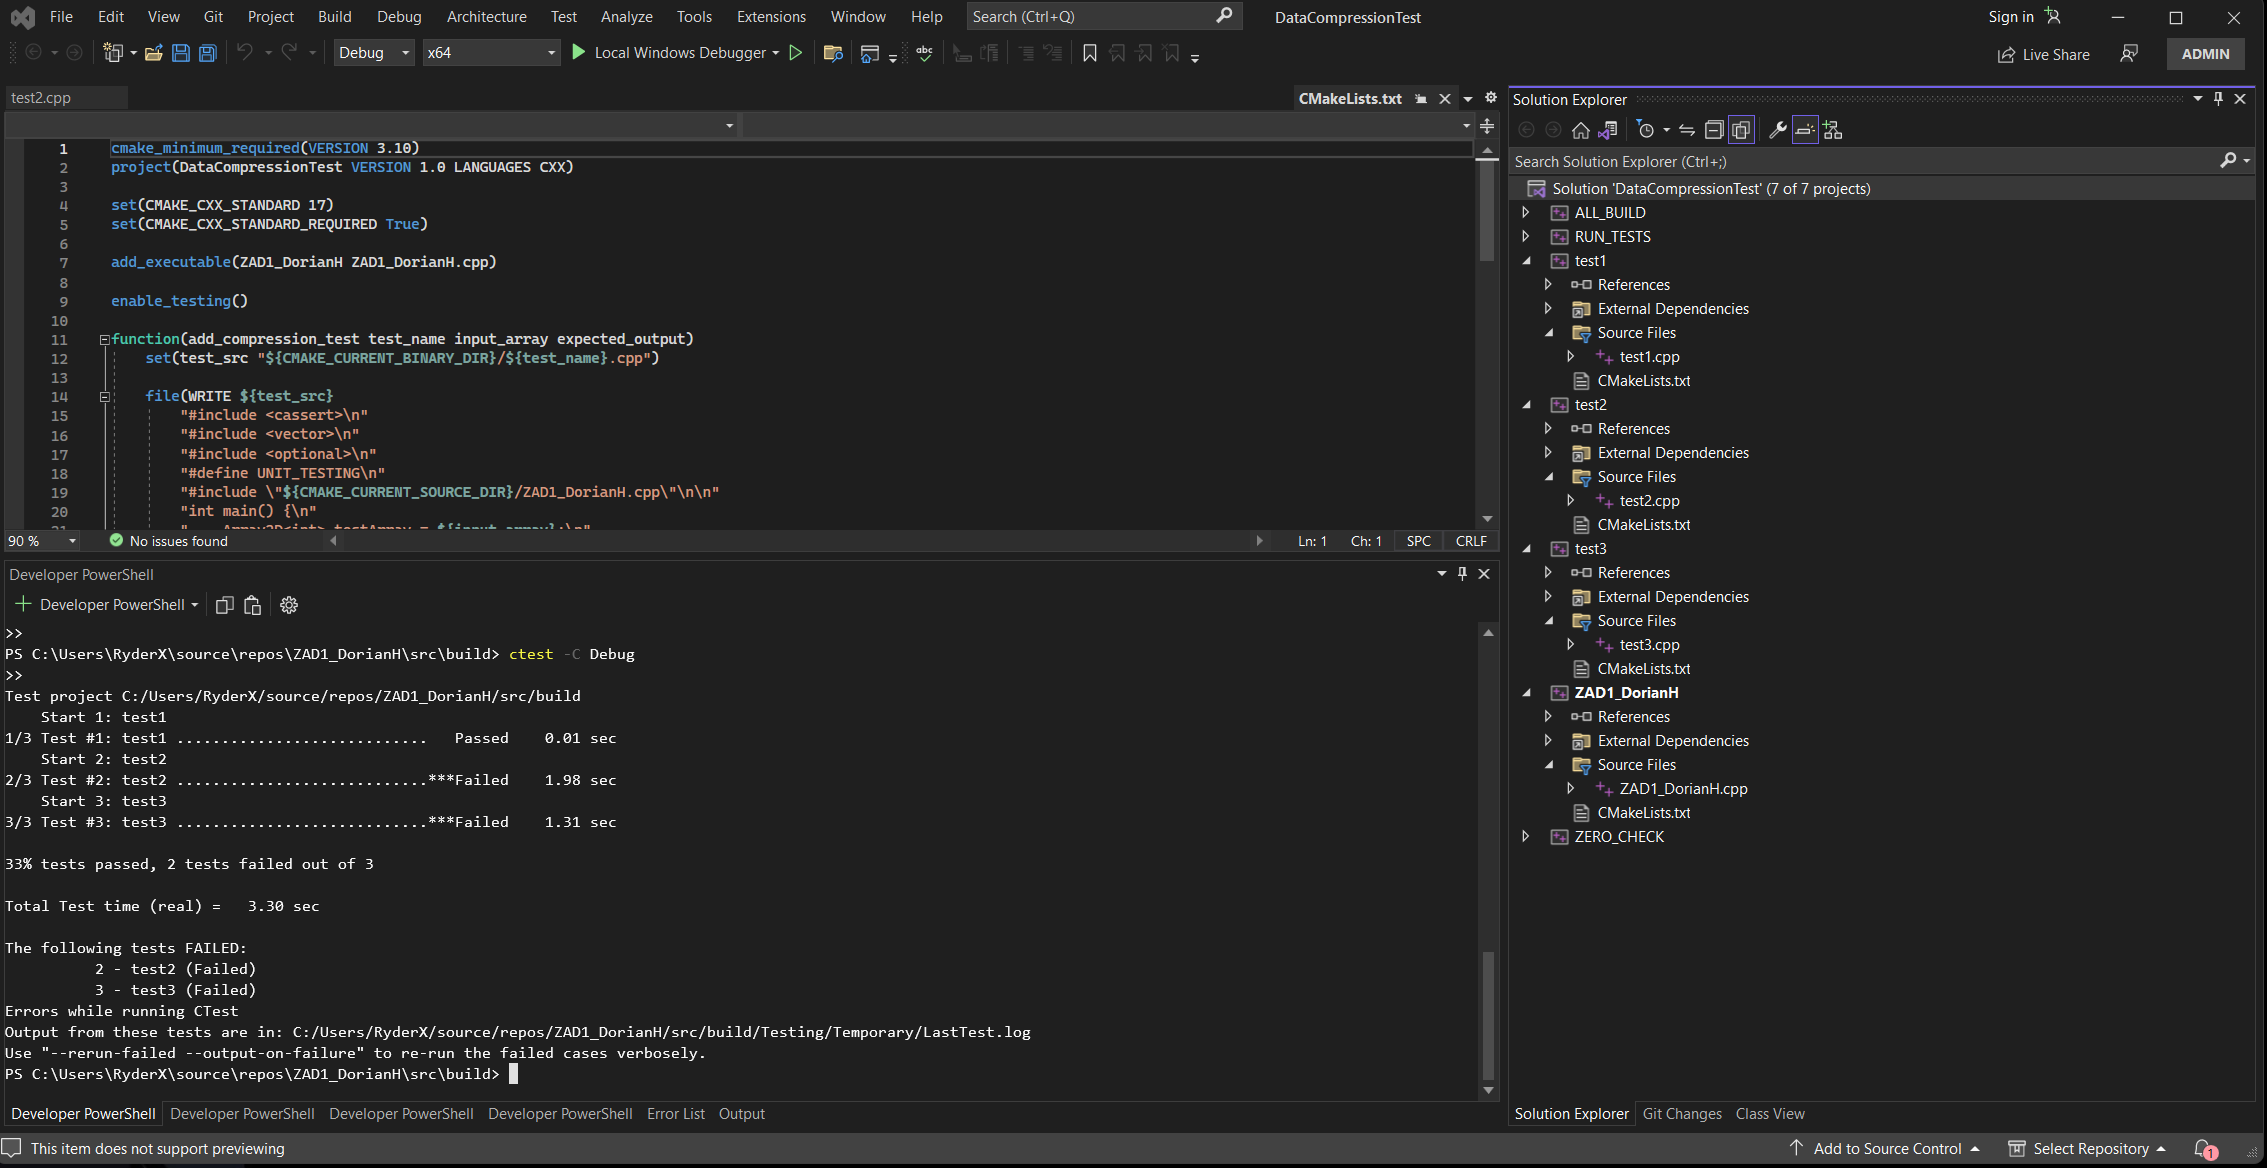 File Edit View Git Project Build Debug Architecture Test Analyze Tools Extensions Window Help Search (Ctrl+Q) DataCompressionTest Sign in
Debug x64 Local Windows Debugger abc Live Share ADMIN
test2.cpp CMakeLists.txt
1 cmake_minimum_required(VERSION 3.10)
2 project(DataCompressionTest VERSION 1.0 LANGUAGES CXX)
3
4 set(CMAKE_CXX_STANDARD 17)
5 set(CMAKE_CXX_STANDARD_REQUIRED True)
6
7 add_executable(ZAD1_DorianH ZAD1_DorianH.cpp)
8
9 enable_testing()
10
11 function(add_compression_test test_name input_array expected_output)
12 set(test_src "${CMAKE_CURRENT_BINARY_DIR}/${test_name}.cpp")
13
14 file(WRITE ${test_src}
15 "#include <cassert>\n"
16 "#include <vector>\n"
17 "#include <optional>\n"
18 "#define UNIT_TESTING\n"
19 "#include \"${CMAKE_CURRENT_SOURCE_DIR}/ZAD1_DorianH.cpp\"\n\n"
20 "int main() {\n"
90 % No issues found Ln: 1 Ch: 1 SPC CRLF
Developer PowerShell
Developer PowerShell
>>
PS C:\Users\RyderX\source\repos\ZAD1_DorianH\src\build> ctest -C Debug
>>
Test project C:/Users/RyderX/source/repos/ZAD1_DorianH/src/build
Start 1: test1
1/3 Test #1: test1 ............................ Passed 0.01 sec
Start 2: test2
2/3 Test #2: test2 ............................***Failed 1.98 sec
Start 3: test3
3/3 Test #3: test3 ............................***Failed 1.31 sec
33% tests passed, 2 tests failed out of 3
Total Test time (real) = 3.30 sec
The following tests FAILED:
2 - test2 (Failed)
3 - test3 (Failed)
Errors while running CTest
Output from these tests are in: C:/Users/RyderX/source/repos/ZAD1_DorianH/src/build/Testing/Temporary/LastTest.log
Use "--rerun-failed --output-on-failure" to re-run the failed cases verbosely.
PS C:\Users\RyderX\source\repos\ZAD1_DorianH\src\build>
Developer PowerShell Developer PowerShell Developer PowerShell Developer PowerShell Error List Output
Solution Explorer
Search Solution Explorer (Ctrl+;)
Solution 'DataCompressionTest' (7 of 7 projects)
ALL_BUILD
RUN_TESTS
test1
References
External Dependencies
Source Files
test1.cpp
CMakeLists.txt
test2
References
External Dependencies
Source Files
test2.cpp
CMakeLists.txt
test3
References
External Dependencies
Source Files
test3.cpp
CMakeLists.txt
ZAD1_DorianH
References
External Dependencies
Source Files
ZAD1_DorianH.cpp
CMakeLists.txt
ZERO_CHECK
Solution Explorer Git Changes Class View
This item does not support previewing Add to Source Control Select Repository 1